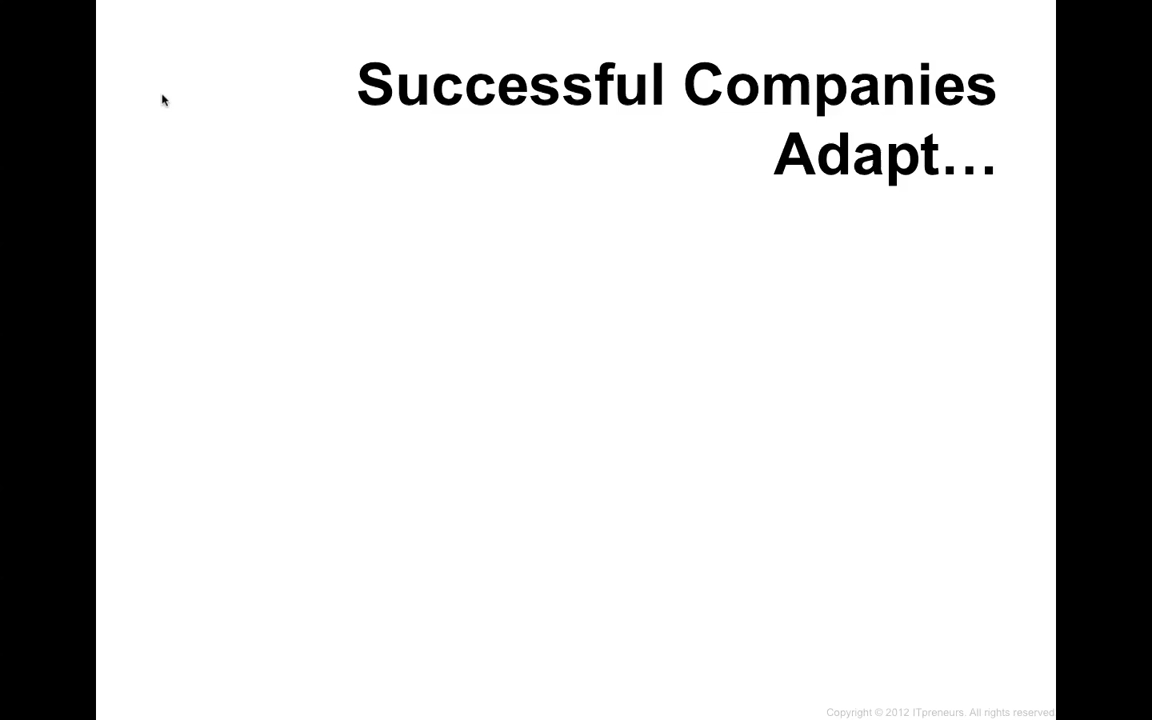 Successful Companies
Adapt…
Copyright © 2012 ITpreneurs. All rights reserved